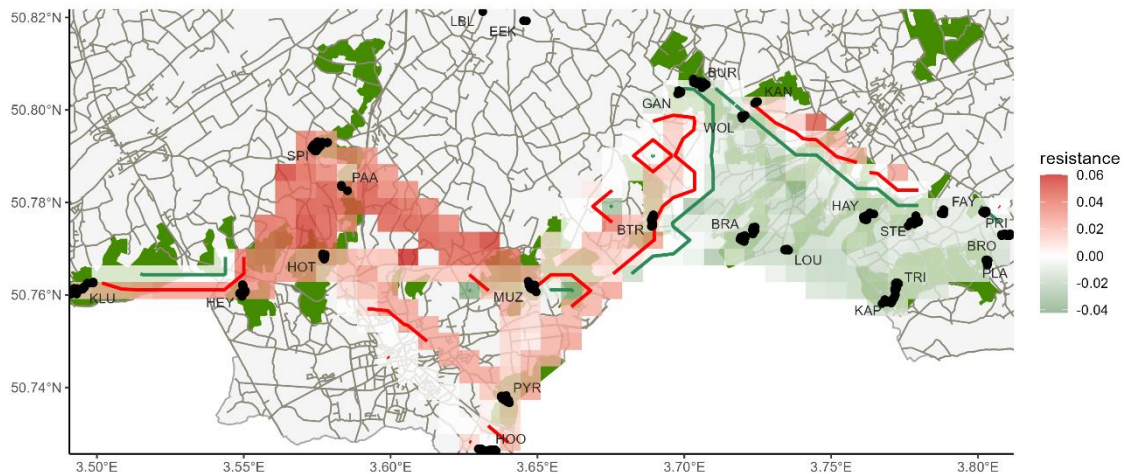 LBL
EEK
50.82°N
BUR
50.80°N
GAN
KAN
WOL
SPI
PAA
50.78°N
BTR
BRA
HAY
FAY
STE
PRI
BRO
LOU
HOT
PLA
TRI
50.76°N
KLU
HEY
MUZ
KAP
50.74°N
PYR
HOO
3.50°E
3.55°E
3.60°E
3.65°E
3.70°E
3.75°E
3.80°E
resistance
0.06
0.04
0.02
0.00
-0.02
-0.04